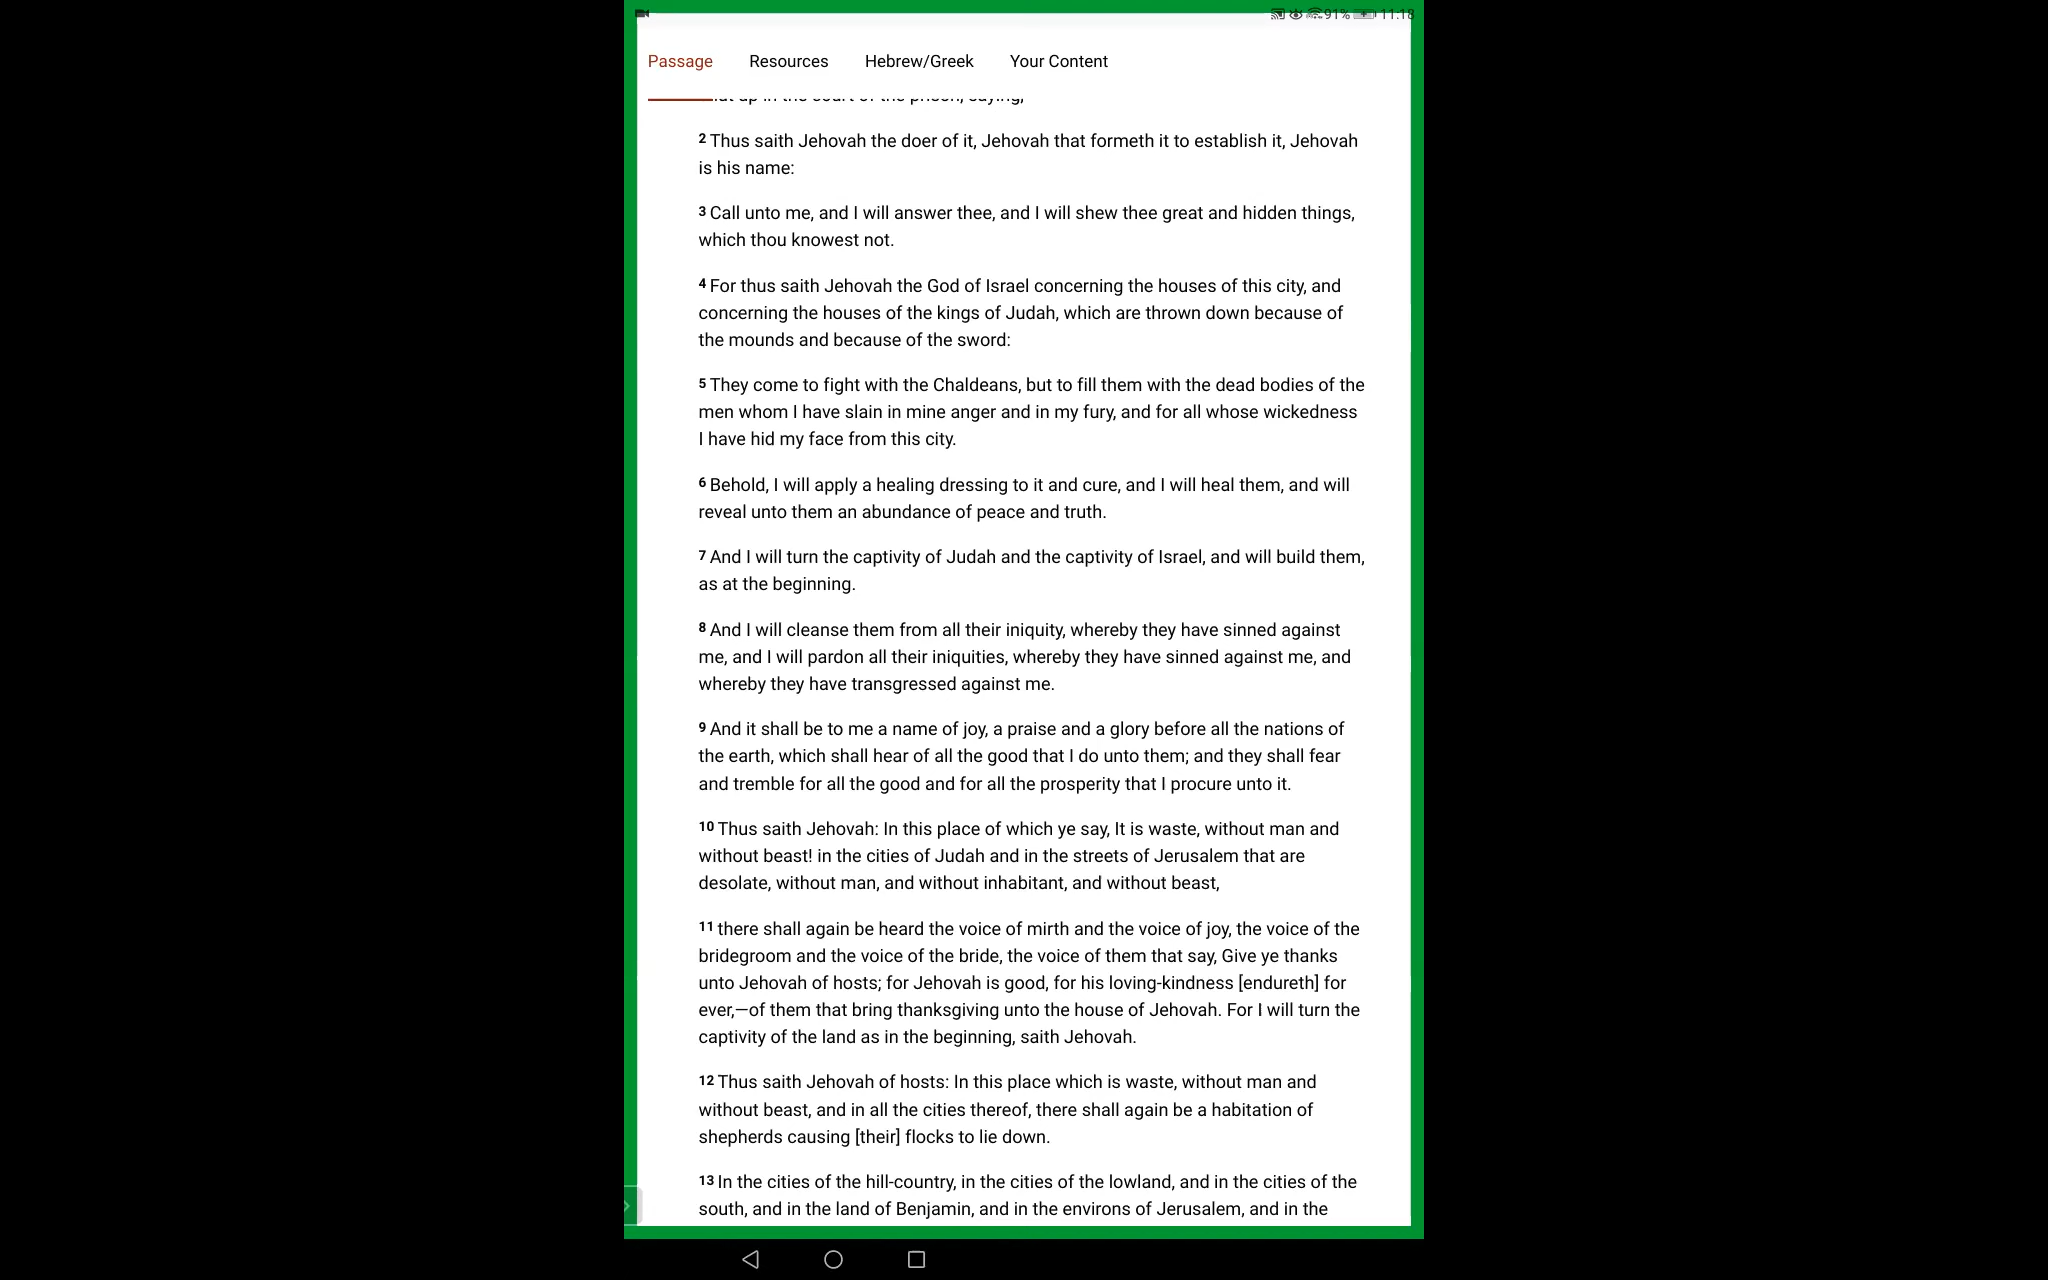 91% 11:18
Passage Resources Hebrew/Greek Your Content
up in the court of the prison, saying,
2 Thus saith Jehovah the doer of it, Jehovah that formeth it to establish it, Jehovah
is his name:
3 Call unto me, and I will answer thee, and I will shew thee great and hidden things,
which thou knowest not.
4 For thus saith Jehovah the God of Israel concerning the houses of this city, and
concerning the houses of the kings of Judah, which are thrown down because of
the mounds and because of the sword:
5 They come to fight with the Chaldeans, but to fill them with the dead bodies of the
men whom I have slain in mine anger and in my fury, and for all whose wickedness
I have hid my face from this city.
6 Behold, I will apply a healing dressing to it and cure, and I will heal them, and will
reveal unto them an abundance of peace and truth.
7 And I will turn the captivity of Judah and the captivity of Israel, and will build them,
as at the beginning.
8 And I will cleanse them from all their iniquity, whereby they have sinned against
me, and I will pardon all their iniquities, whereby they have sinned against me, and
whereby they have transgressed against me.
9 And it shall be to me a name of joy, a praise and a glory before all the nations of
the earth, which shall hear of all the good that I do unto them; and they shall fear
and tremble for all the good and for all the prosperity that I procure unto it.
10 Thus saith Jehovah: In this place of which ye say, It is waste, without man and
without beast! in the cities of Judah and in the streets of Jerusalem that are
desolate, without man, and without inhabitant, and without beast,
11 there shall again be heard the voice of mirth and the voice of joy, the voice of the
bridegroom and the voice of the bride, the voice of them that say, Give ye thanks
unto Jehovah of hosts; for Jehovah is good, for his loving-kindness [endureth] for
ever,—of them that bring thanksgiving unto the house of Jehovah. For I will turn the
captivity of the land as in the beginning, saith Jehovah.
12 Thus saith Jehovah of hosts: In this place which is waste, without man and
without beast, and in all the cities thereof, there shall again be a habitation of
shepherds causing [their] flocks to lie down.
13 In the cities of the hill-country, in the cities of the lowland, and in the cities of the
south, and in the land of Benjamin, and in the environs of Jerusalem, and in the